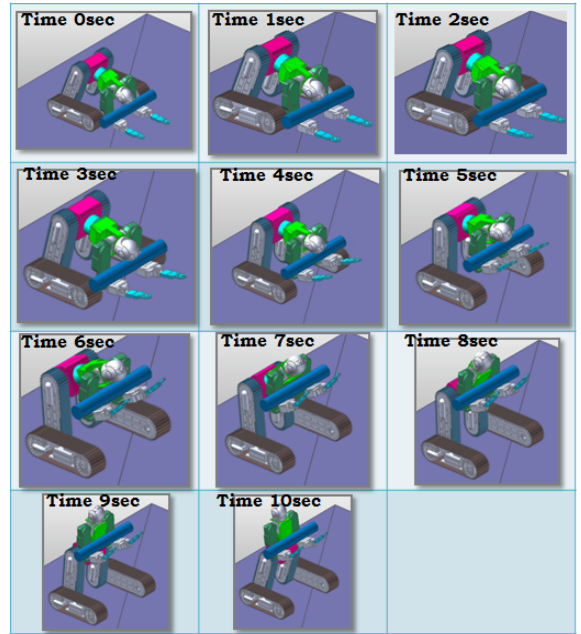 Time 0sec
Time 1sec
Time 2sec
Time 3sec
Time 4sec
Time 5sec
Time 6sec
Time 7sec
Time 8sec
Time 9sec
Time 10sec